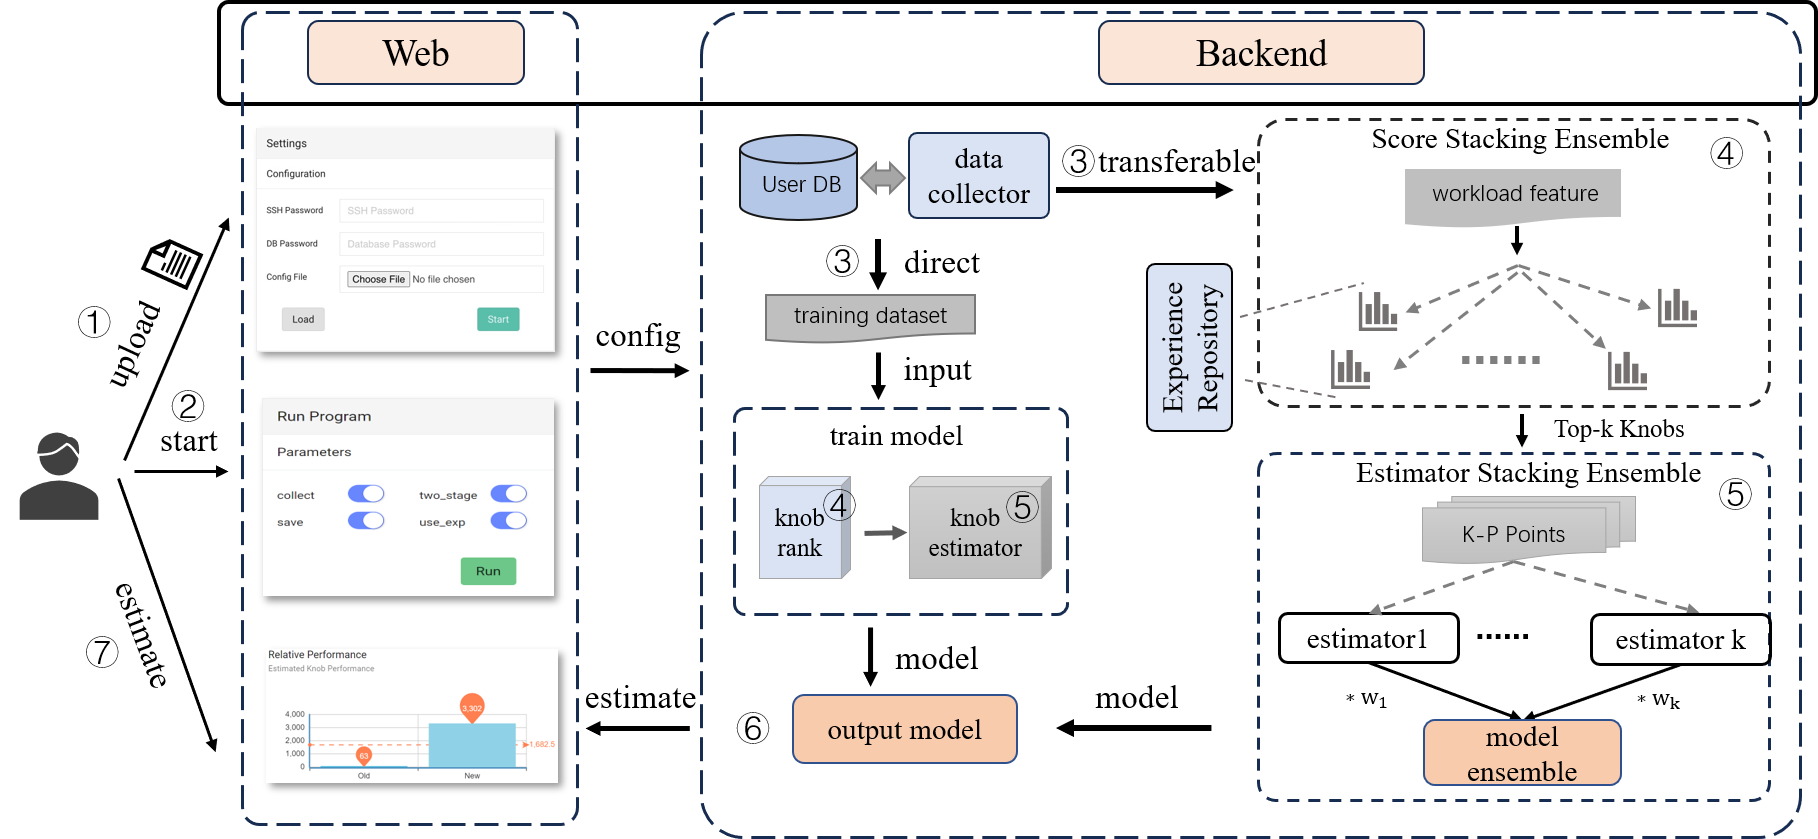 Web
Backend
①
upload
②
start
⑦
estimate
Settings
Configuration
SSH Password
SSH Password
DB Password
Database Password
Config File
Choose File No file chosen
Load
Start
Run Program
Parameters
collect
two_stage
save
use_exp
Run
Relative Performance
Estimated Knob Performance
4,000
3,000
2,000
1,000
0
63
3,302
1,682.5
Old
New
config
estimate
User DB
data
collector
③ transferable
③
direct
training dataset
input
train model
knob
rank
④
knob
estimator
⑤
model
⑥
output model
model
Experience
Repository
Score Stacking Ensemble
④
workload feature
Top-k Knobs
Estimator Stacking Ensemble
⑤
K-P Points
estimator1
estimator k
* w₁
* wₖ
model
ensemble